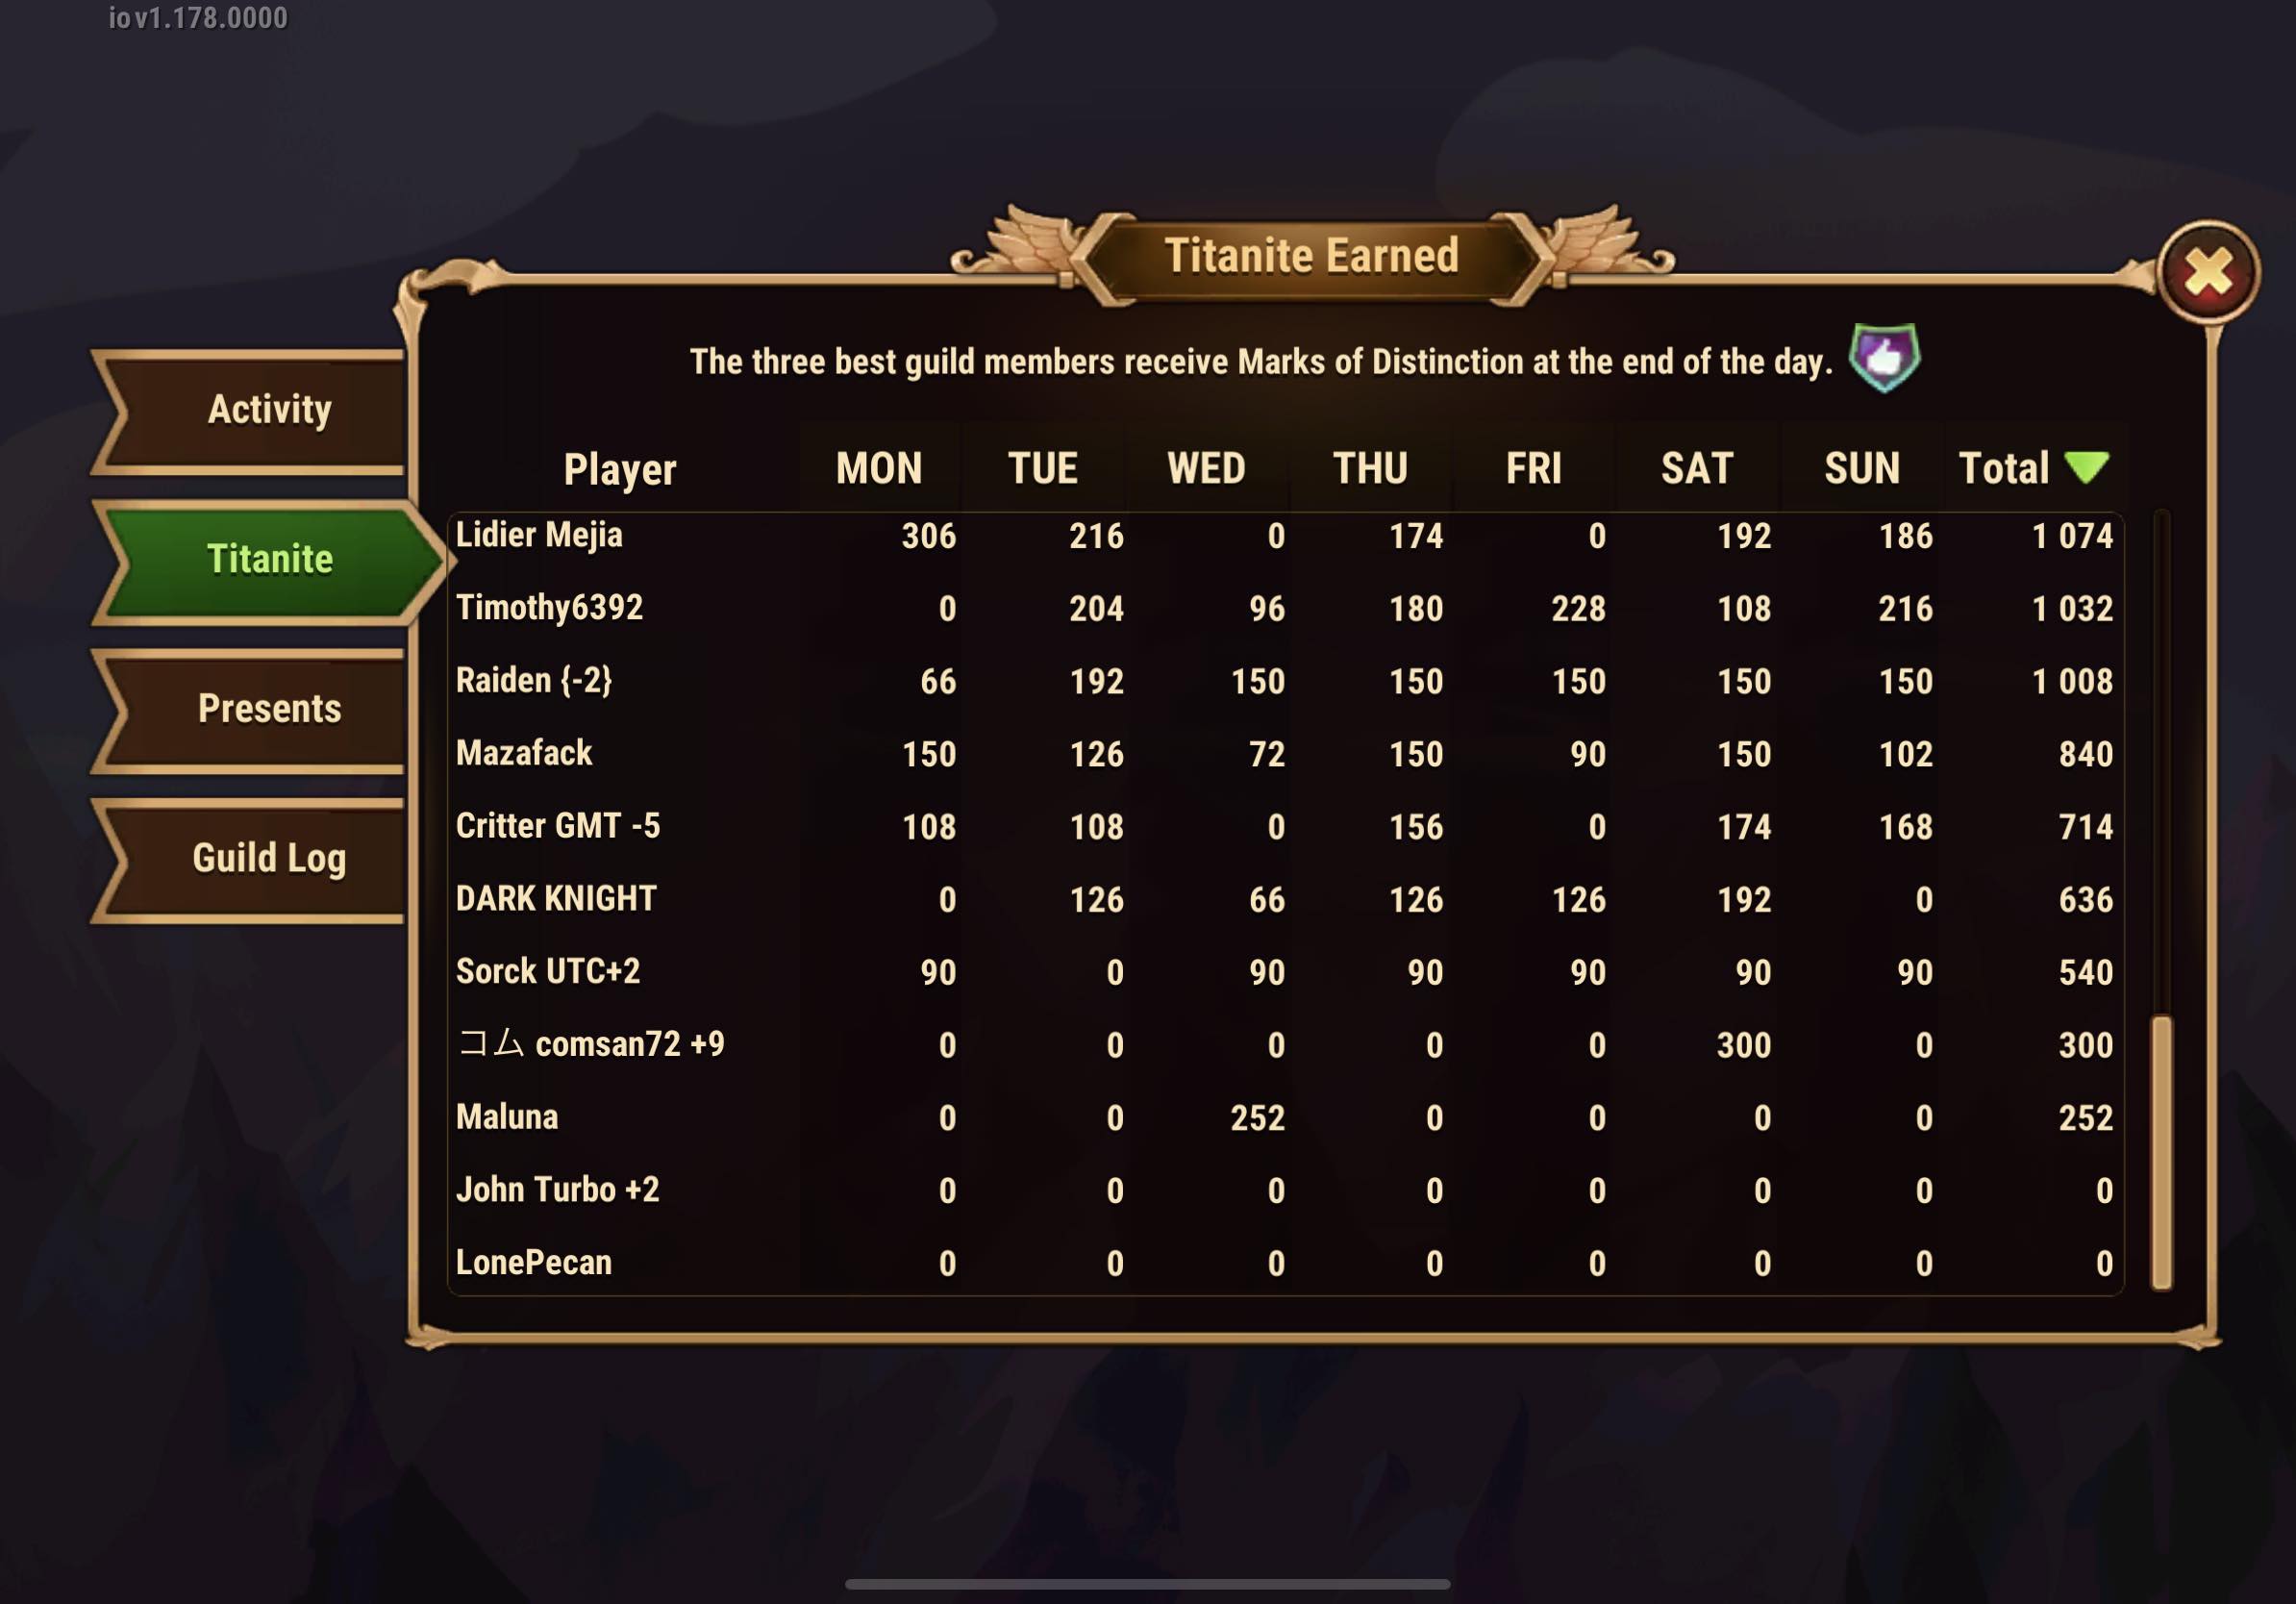 iov1.178.0000
Titanite Earned
The three best guild members receive Marks of Distinction at the end of the day.
Activity
Titanite
Presents
Guild Log
Player MON TUE WED THU FRI SAT SUN Total
Lidier Mejia 306 216 0 174 0 192 186 1 074
Timothy6392 0 204 96 180 228 108 216 1 032
Raiden {-2} 66 192 150 150 150 150 150 1 008
Mazafack 150 126 72 150 90 150 102 840
Critter GMT -5 108 108 0 156 0 174 168 714
DARK KNIGHT 0 126 66 126 126 192 0 636
Sorck UTC+2 90 0 90 90 90 90 90 540
コム comsan72 +9 0 0 0 0 0 300 0 300
Maluna 0 0 252 0 0 0 0 252
John Turbo +2 0 0 0 0 0 0 0 0
LonePecan 0 0 0 0 0 0 0 0